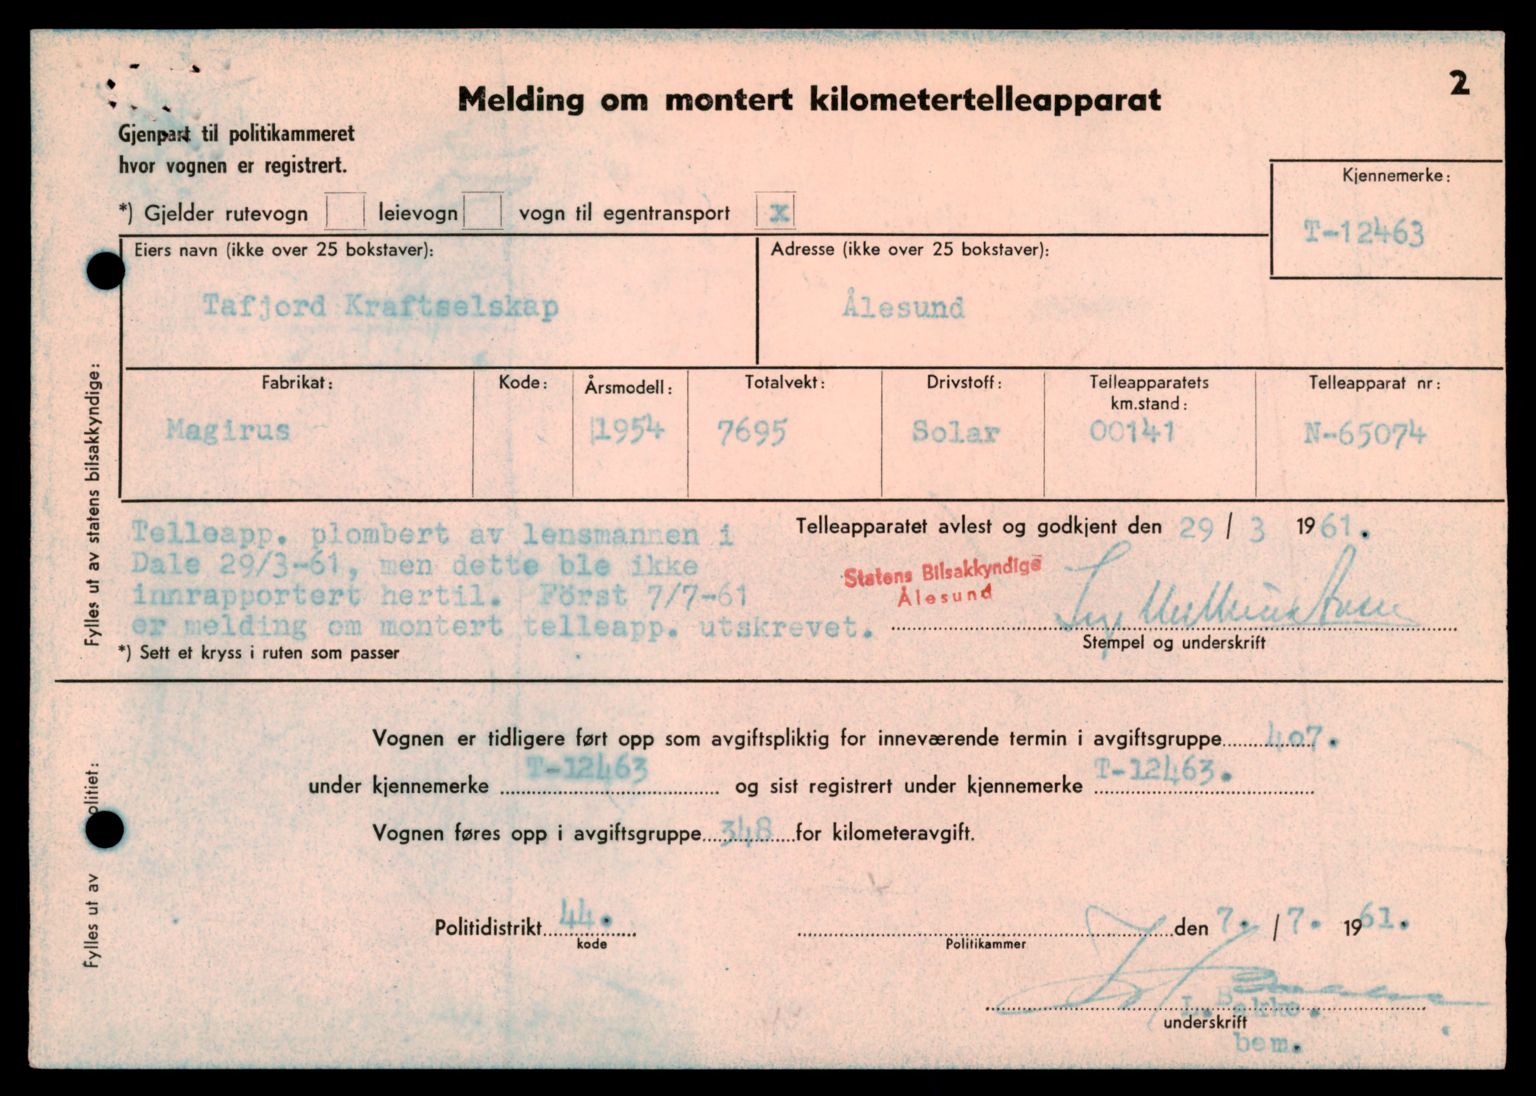 2
Melding om montert kilometertelleapparat
Gjenpart til politikammeret
hvor vognen er registrert.
Kjennemerke:
T-12463
*) Gjelder rutevogn leievogn vogn til egentransport x
Eiers navn (ikke over 25 bokstaver): Adresse (ikke over 25 bokstaver):
Tafjord Kraftselskap Ålesund
Fabrikat: Kode: Årsmodell: Totalvekt: Drivstoff: Telleapparatets km.stand: Telleapparat nr:
Magirus 1954 7695 Solar 00141 N-65074
Fylles ut av statens bilsakkyndige:
Telleapp. plombert av lensmannen i
Dale 29/3-61, men dette ble ikke
innrapportert hertil. Först 7/7-61
er melding om montert telleapp. utskrevet.
Telleapparatet avlest og godkjent den 29 / 3 1961.
Statens Bilsakkyndige
Ålesund
Stempel og underskrift
*) Sett et kryss i ruten som passer
Fylles ut av politiet:
Vognen er tidligere ført opp som avgiftspliktig for inneværende termin i avgiftsgruppe 407.
under kjennemerke T-12463 og sist registrert under kjennemerke T-12463.
Vognen føres opp i avgiftsgruppe 348 for kilometeravgift.
Politidistrikt 44. den 7. / 7. 1961.
kode Politikammer
L. Bakke.
underskrift
bem.